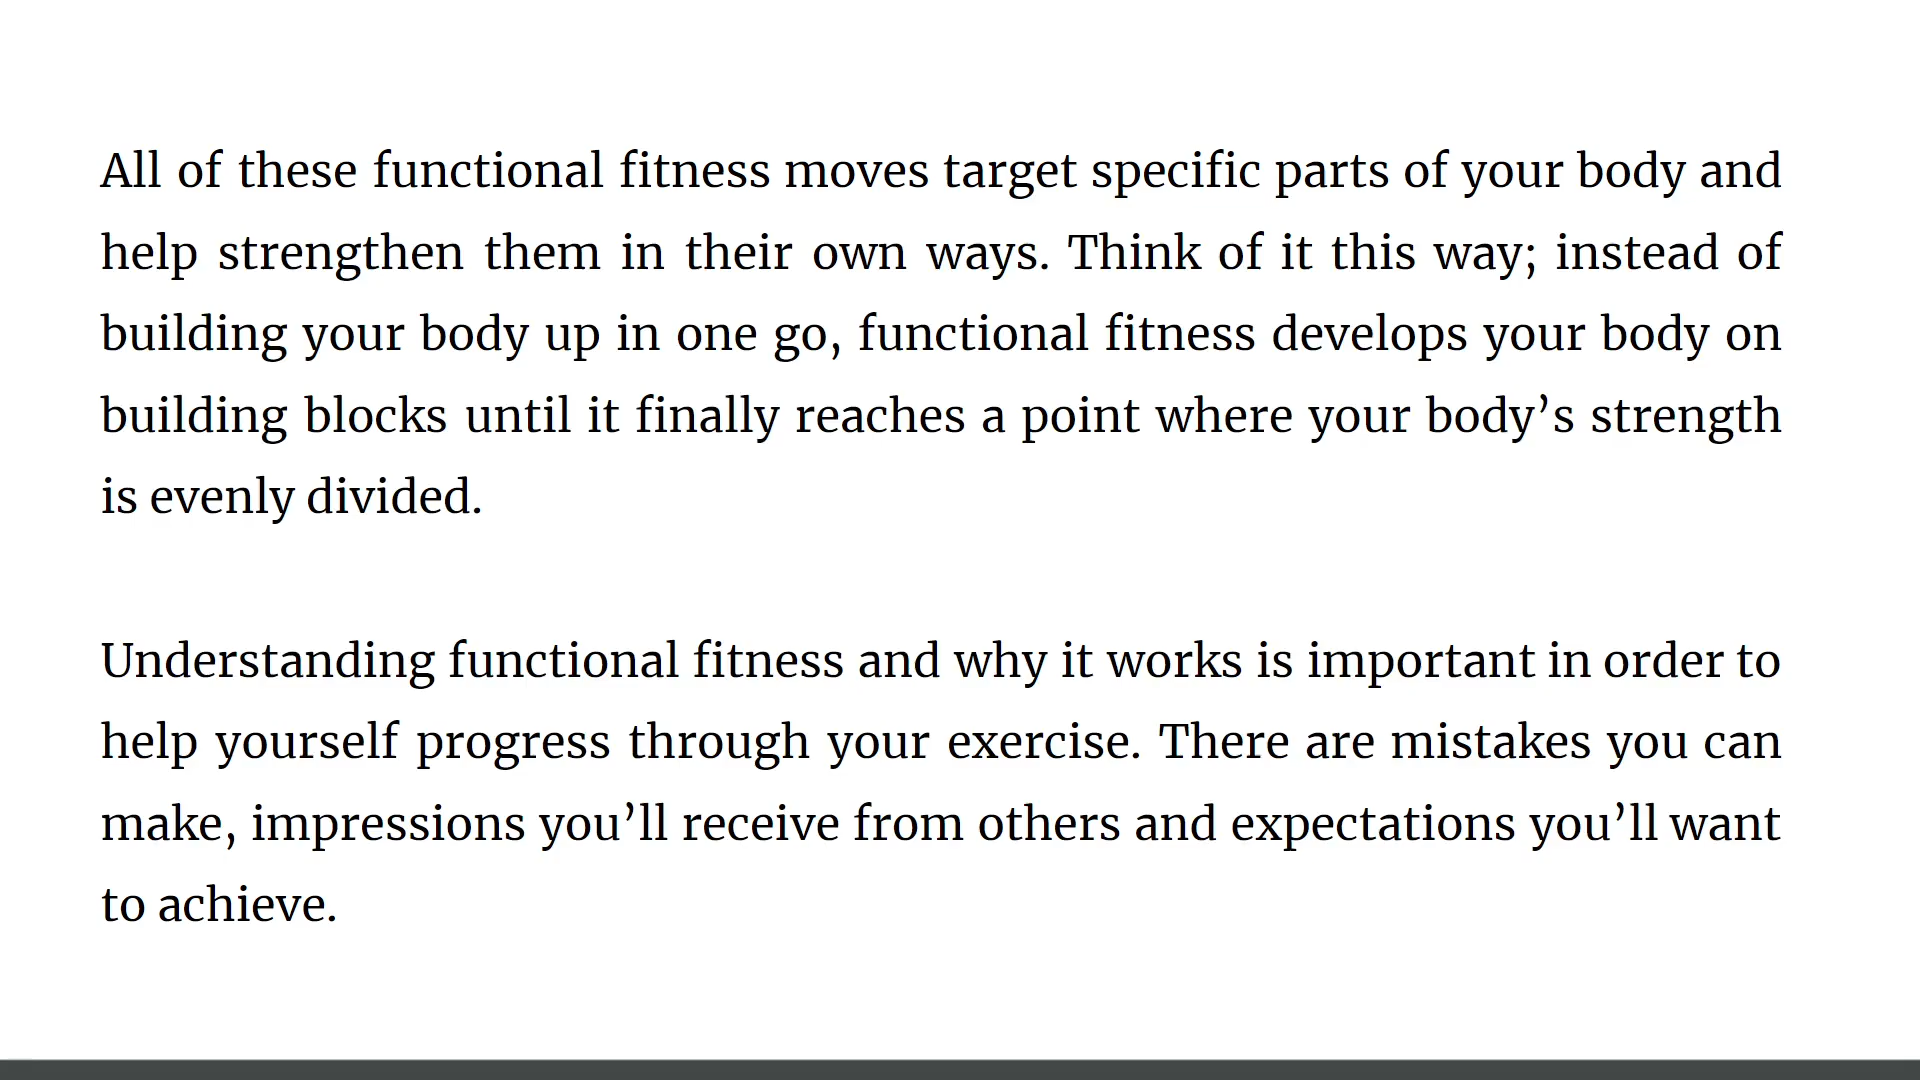 All of these functional fitness moves target specific parts of your body and
help strengthen them in their own ways. Think of it this way; instead of
building your body up in one go, functional fitness develops your body on
building blocks until it finally reaches a point where your body’s strength
is evenly divided.
Understanding functional fitness and why it works is important in order to
help yourself progress through your exercise. There are mistakes you can
make, impressions you’ll receive from others and expectations you’ll want
to achieve.